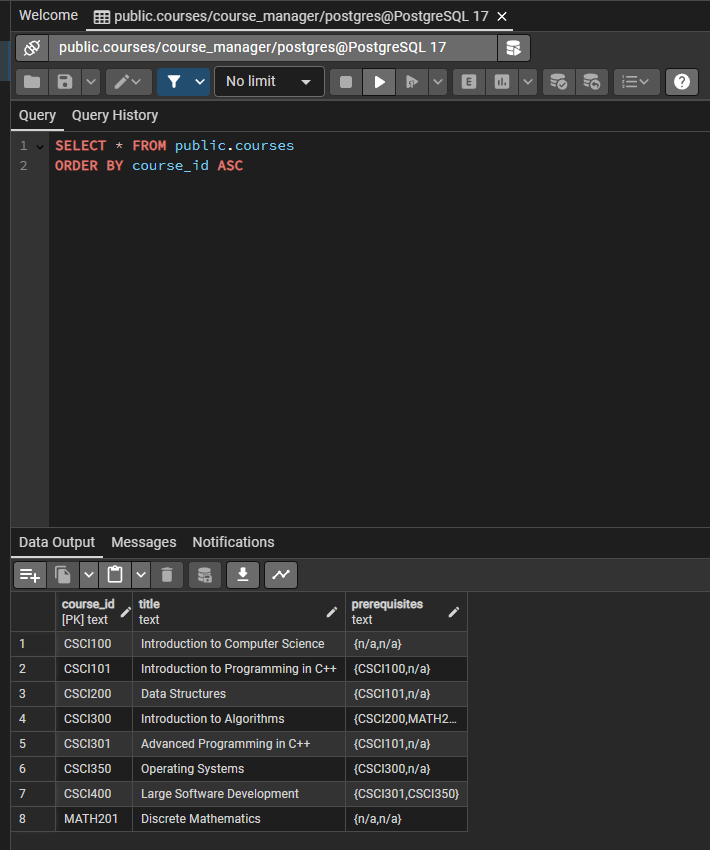 Welcome public.courses/course_manager/postgres@PostgreSQL 17
public.courses/course_manager/postgres@PostgreSQL 17
No limit E
Query Query History
1 SELECT * FROM public.courses
2 ORDER BY course_id ASC
Data Output Messages Notifications
course_id title prerequisites
[PK] text text text
1 CSCI100 Introduction to Computer Science {n/a,n/a}
2 CSCI101 Introduction to Programming in C++ {CSCI100,n/a}
3 CSCI200 Data Structures {CSCI101,n/a}
4 CSCI300 Introduction to Algorithms {CSCI200,MATH2...
5 CSCI301 Advanced Programming in C++ {CSCI101,n/a}
6 CSCI350 Operating Systems {CSCI300,n/a}
7 CSCI400 Large Software Development {CSCI301,CSCI350}
8 MATH201 Discrete Mathematics {n/a,n/a}